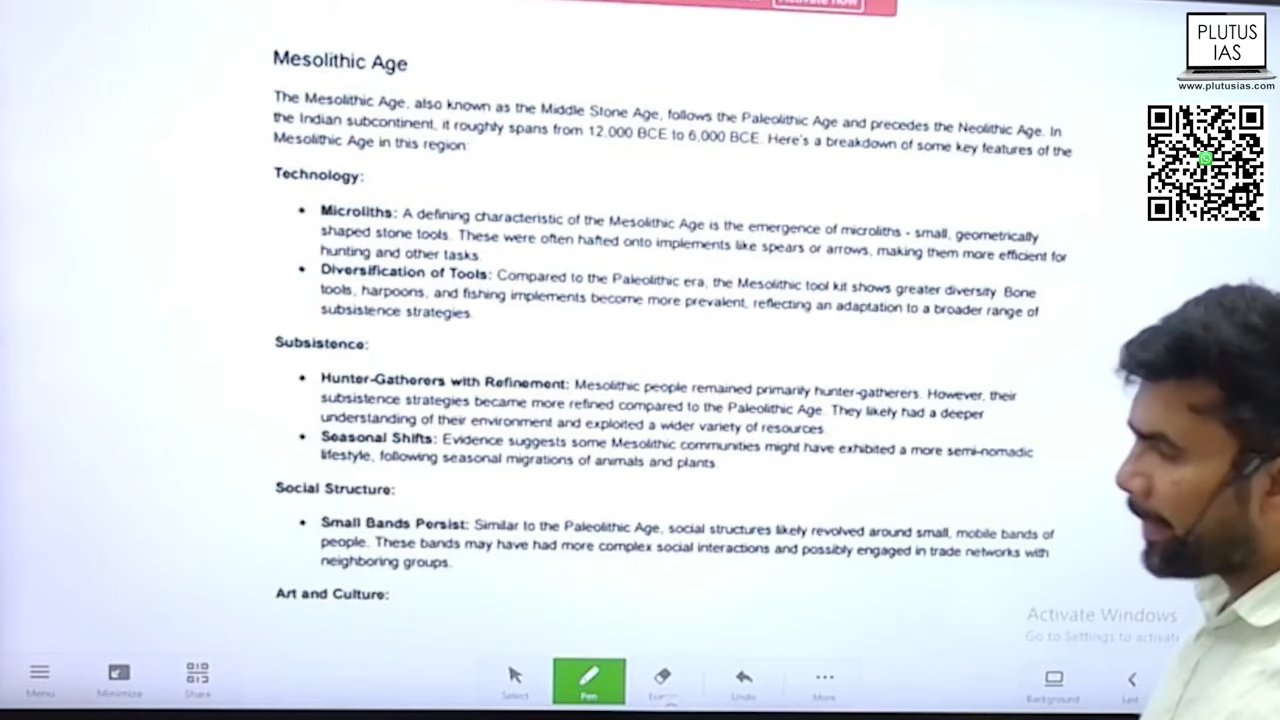 Activate now
PLUTUS
IAS
www.plutusias.com
Mesolithic Age
The Mesolithic Age, also known as the Middle Stone Age, follows the Paleolithic Age and precedes the Neolithic Age. In
the Indian subcontinent, it roughly spans from 12,000 BCE to 6,000 BCE. Here's a breakdown of some key features of the
Mesolithic Age in this region:
Technology:
• Microliths: A defining characteristic of the Mesolithic Age is the emergence of microliths - small, geometrically
shaped stone tools. These were often hafted onto implements like spears or arrows, making them more efficient for
hunting and other tasks.
• Diversification of Tools: Compared to the Paleolithic era, the Mesolithic tool kit shows greater diversity. Bone
tools, harpoons, and fishing implements become more prevalent, reflecting an adaptation to a broader range of
subsistence strategies.
Subsistence:
• Hunter-Gatherers with Refinement: Mesolithic people remained primarily hunter-gatherers. However, their
subsistence strategies became more refined compared to the Paleolithic Age. They likely had a deeper
understanding of their environment and exploited a wider variety of resources.
• Seasonal Shifts: Evidence suggests some Mesolithic communities might have exhibited a more semi-nomadic
lifestyle, following seasonal migrations of animals and plants.
Social Structure:
• Small Bands Persist: Similar to the Paleolithic Age, social structures likely revolved around small, mobile bands of
people. These bands may have had more complex social interactions and possibly engaged in trade networks with
neighboring groups.
Art and Culture:
Activate Windows
Go to Settings to activate
Menu
Minimize
Share
Select
Pen
Undo
More
Background